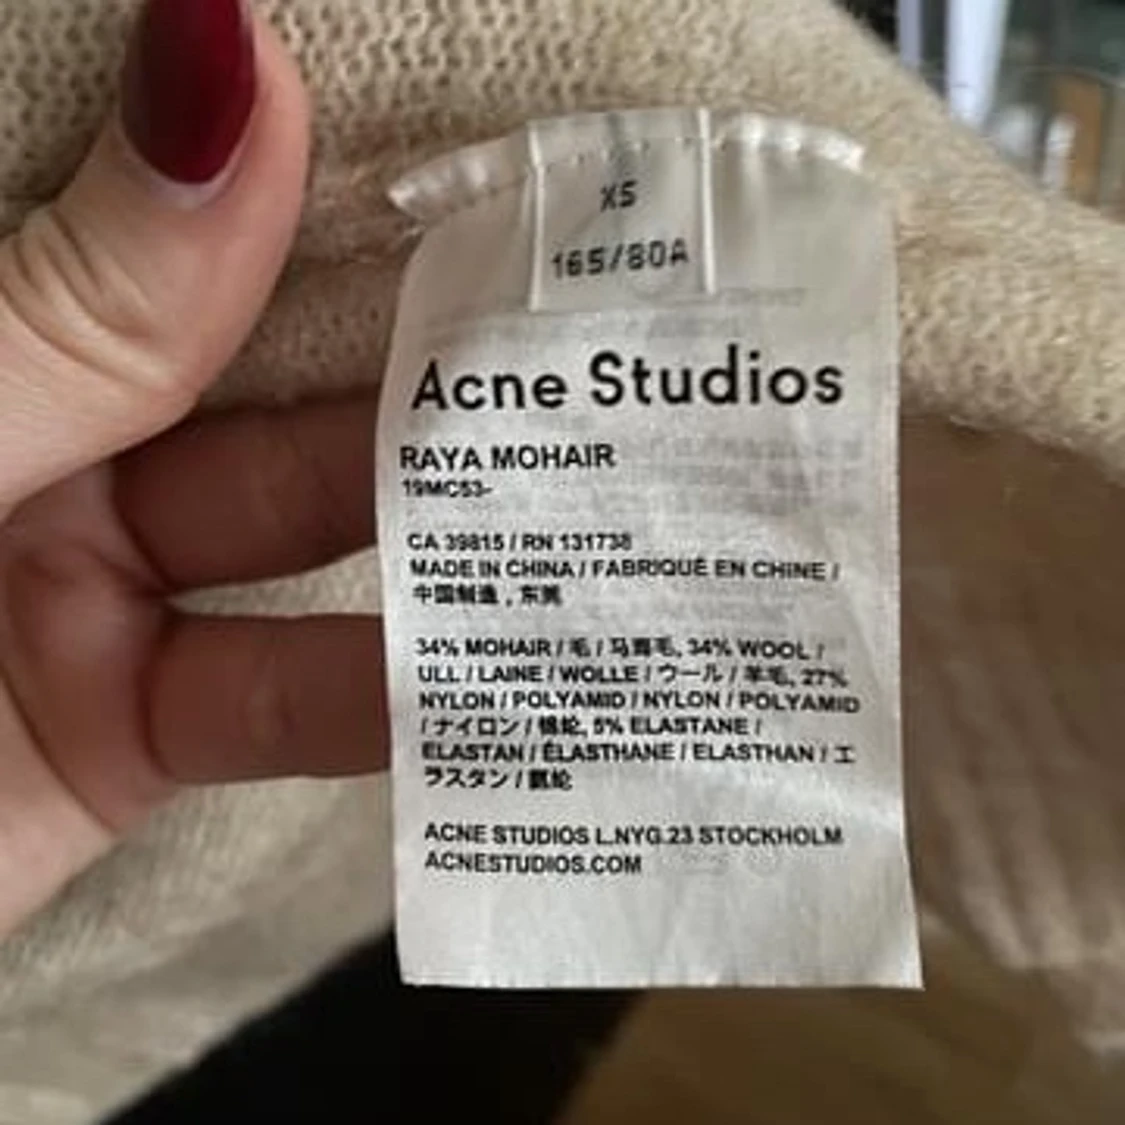 XS
165/80A
Acne Studios
RAYA MOHAIR
19MC53-
CA 39815 / RN 131738
MADE IN CHINA / FABRIQUÉ EN CHINE /
中国制造 , 东莞
34% MOHAIR / 毛 / 马海毛, 34% WOOL /
ULL / LAINE / WOLLE / ウール / 羊毛, 27%
NYLON / POLYAMID / NYLON / POLYAMID
/ ナイロン / 锦纶, 5% ELASTANE /
ELASTAN / ÉLASTHANE / ELASTHAN / エ
ラスタン / 氨纶
ACNE STUDIOS L.NYG.23 STOCKHOLM
ACNESTUDIOS.COM